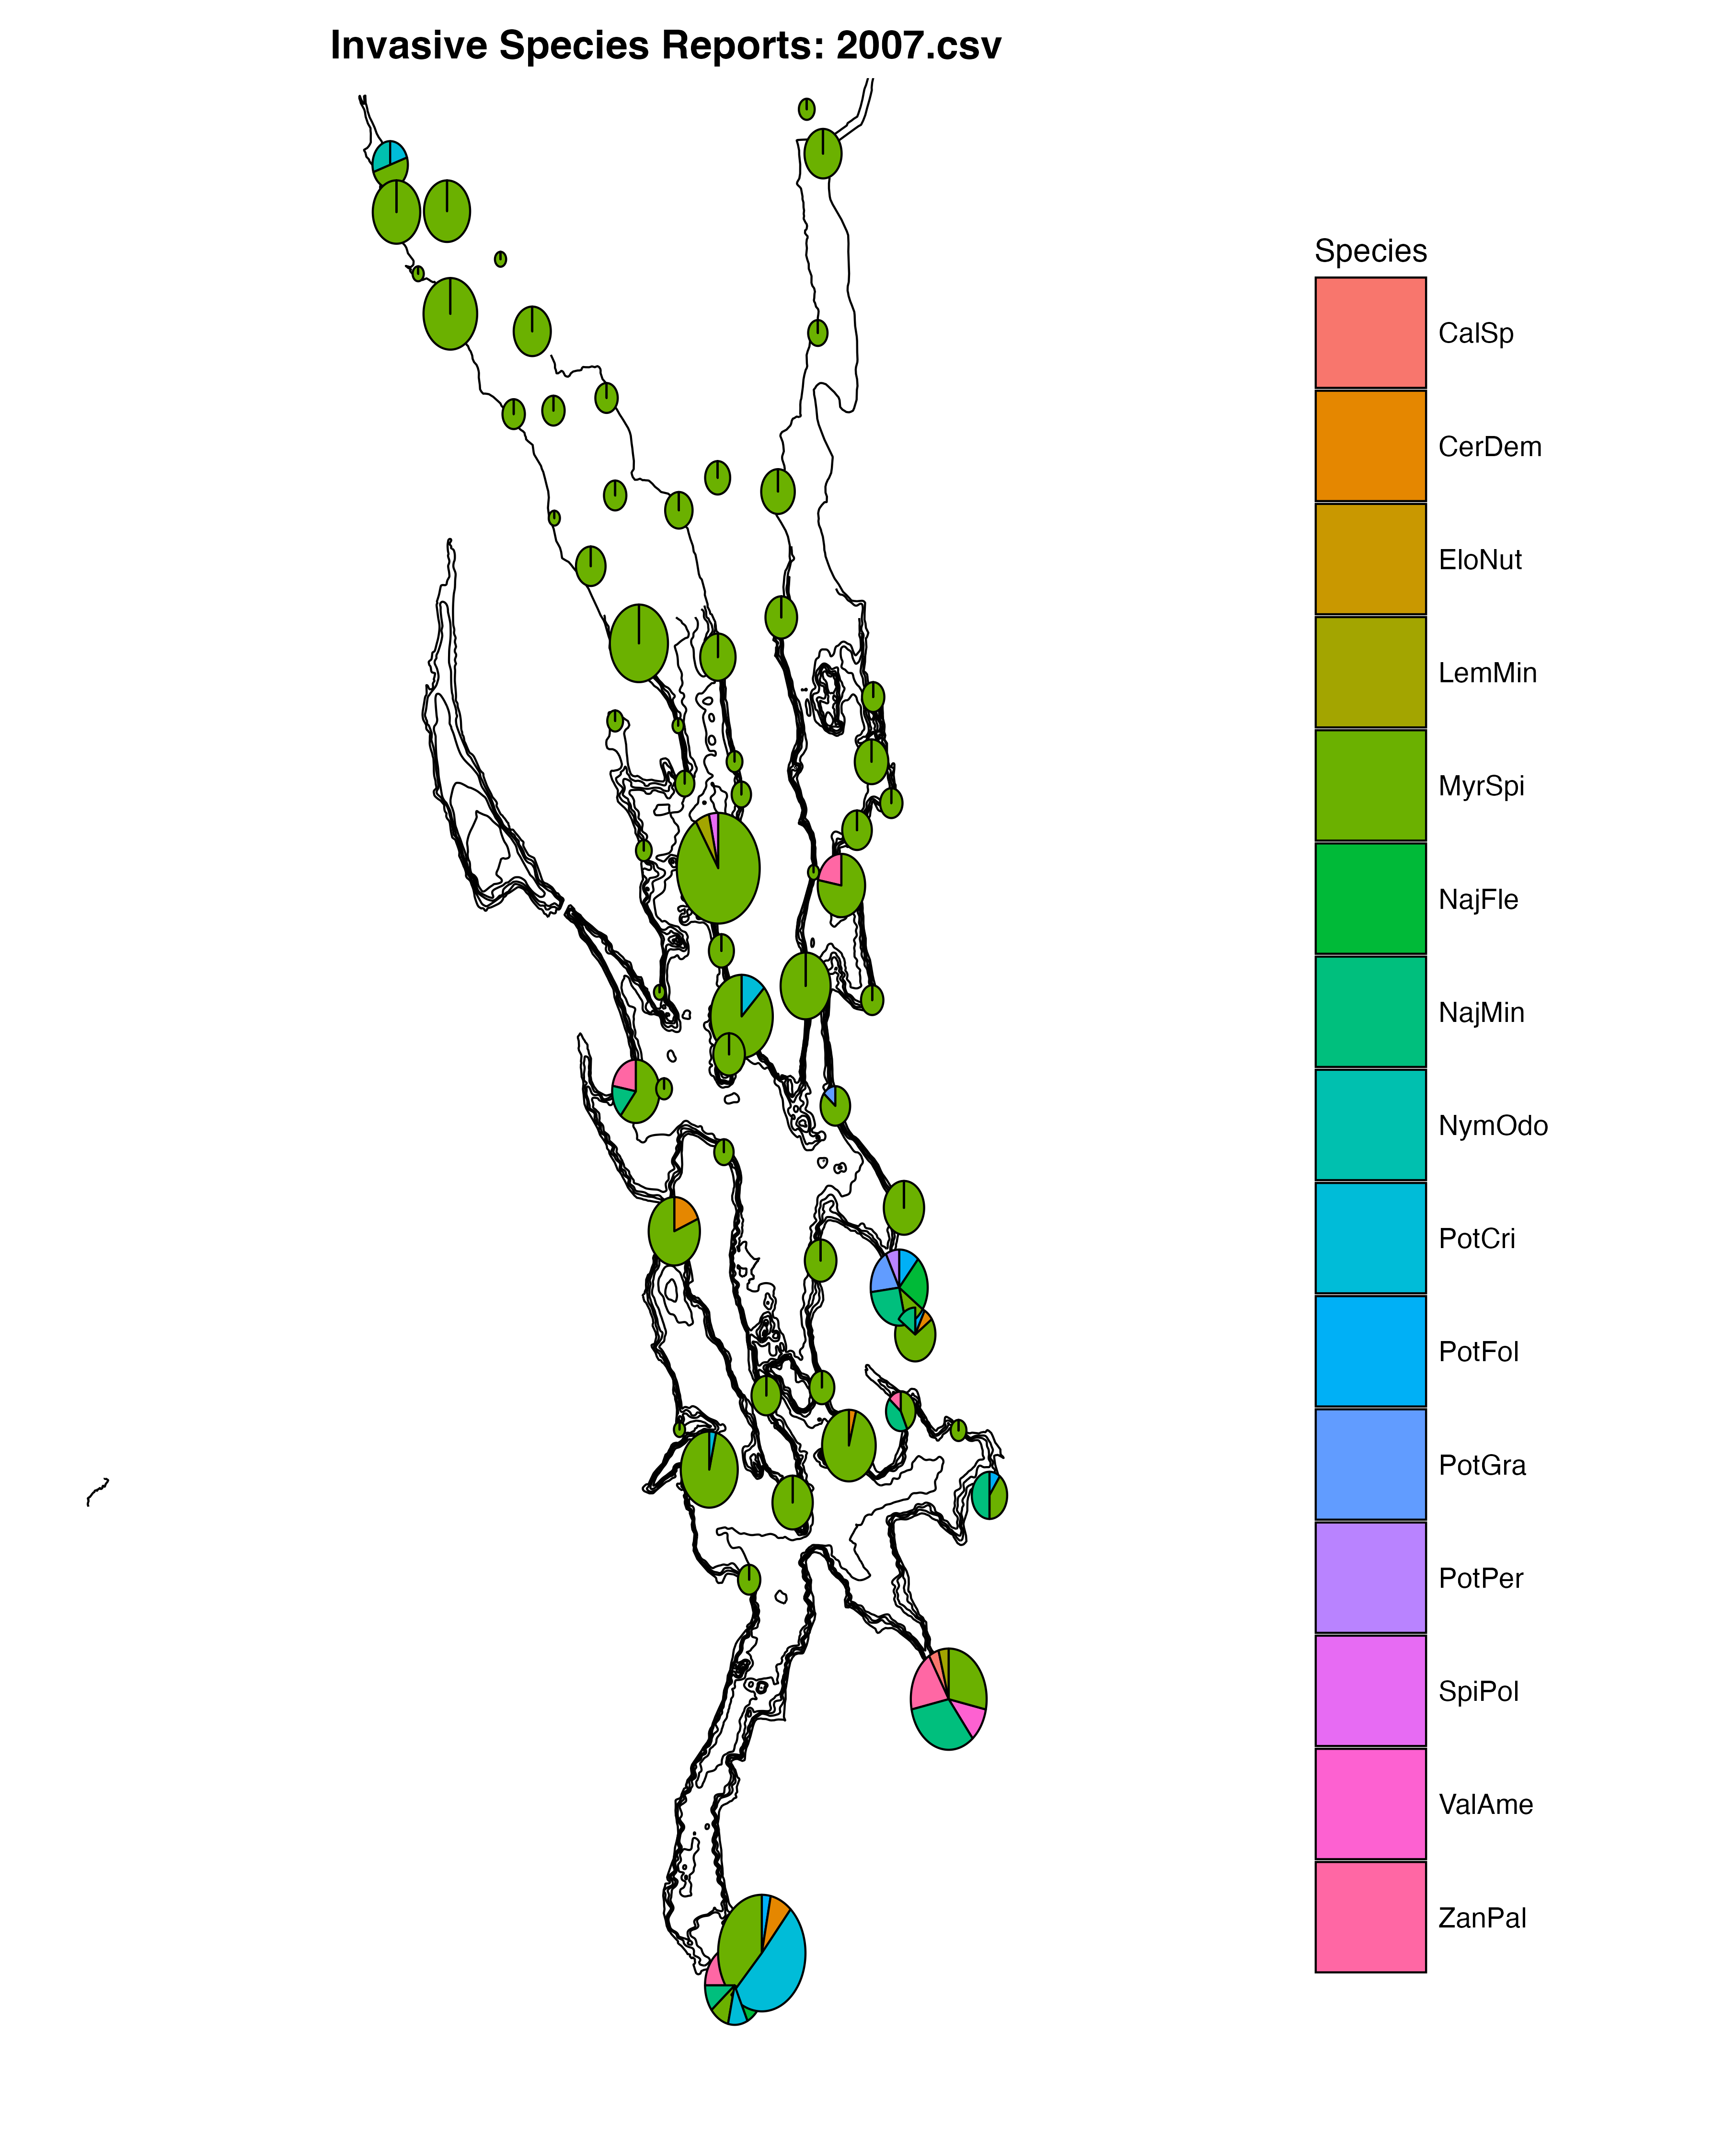 Invasive Species Reports: 2007.csv
Species
CalSp
CerDem
EloNut
LemMin
MyrSpi
NajFle
NajMin
NymOdo
PotCri
PotFol
PotGra
PotPer
SpiPol
ValAme
ZanPal